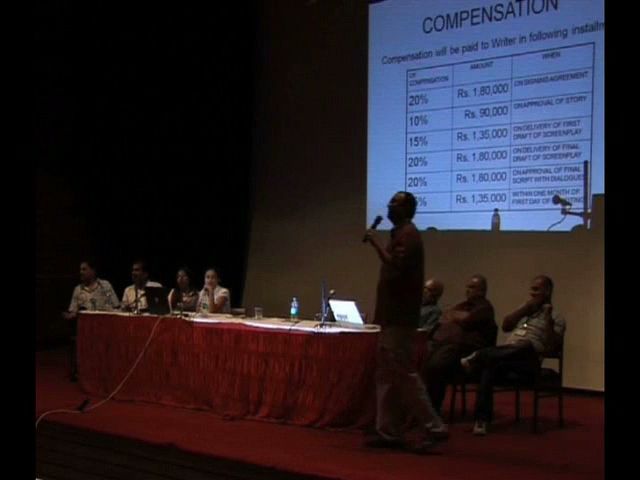 COMPENSATION
Compensation will be paid to Writer in following
COMPENSATION AMOUNT WHEN
20% Rs. 1,80,000 ON SIGNING AGREEMENT
10% Rs. 90,000 ON APPROVAL OF STORY
15% Rs. 1,35,000 ON DELIVERY OF FIRST
DRAFT OF SCREENPLAY
20% Rs. 1,80,000 ON DELIVERY OF FINAL
DRAFT OF SCREENPLAY
20% Rs. 1,80,000 ON APPROVAL OF FINAL
SCRIPT WITH DIALOGUES
5% Rs. 1,35,000 WITHIN ONE MONTH OF
FIRST DAY OF